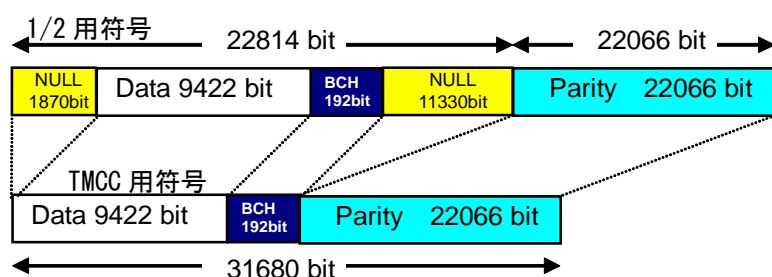 1/2 用符号
22814 bit
22066 bit
NULL
1870bit
Data 9422 bit
BCH
192bit
NULL
11330bit
Parity 22066 bit
TMCC 用符号
Data 9422 bit
BCH
192bit
Parity 22066 bit
31680 bit